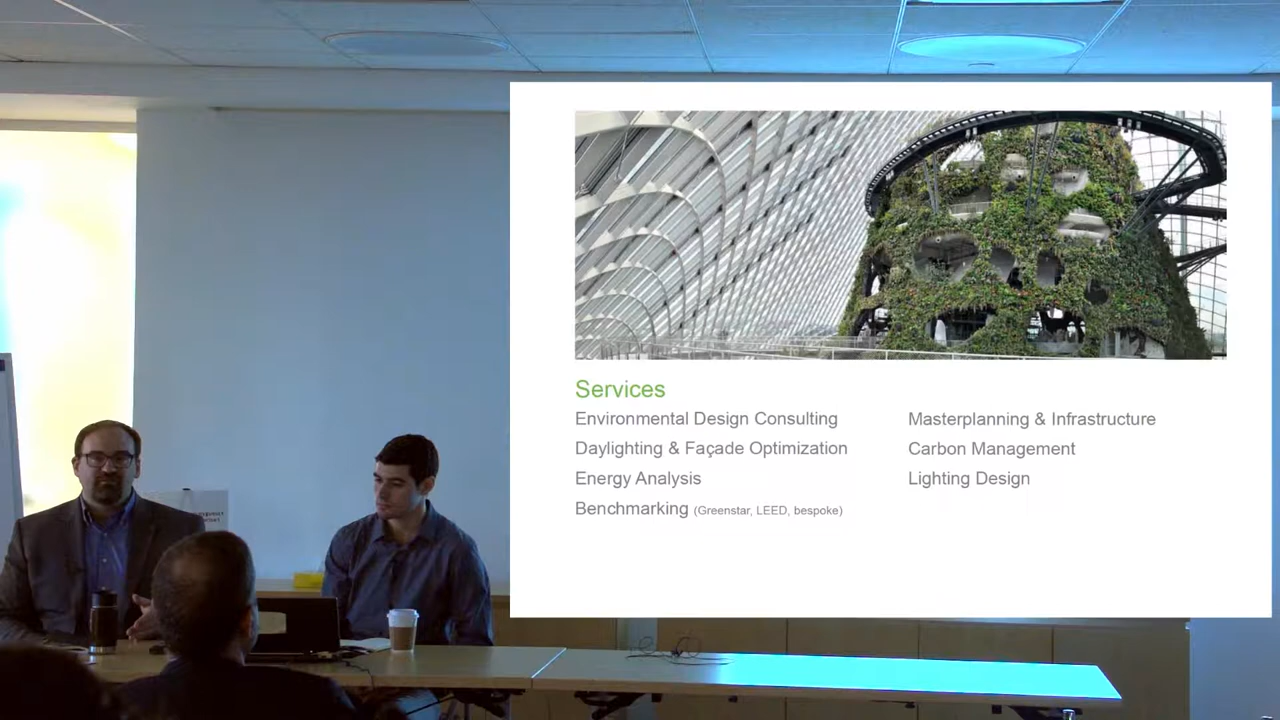 Services
Environmental Design Consulting
Daylighting & Façade Optimization
Energy Analysis
Benchmarking (Greenstar, LEED, bespoke)
Masterplanning & Infrastructure
Carbon Management
Lighting Design